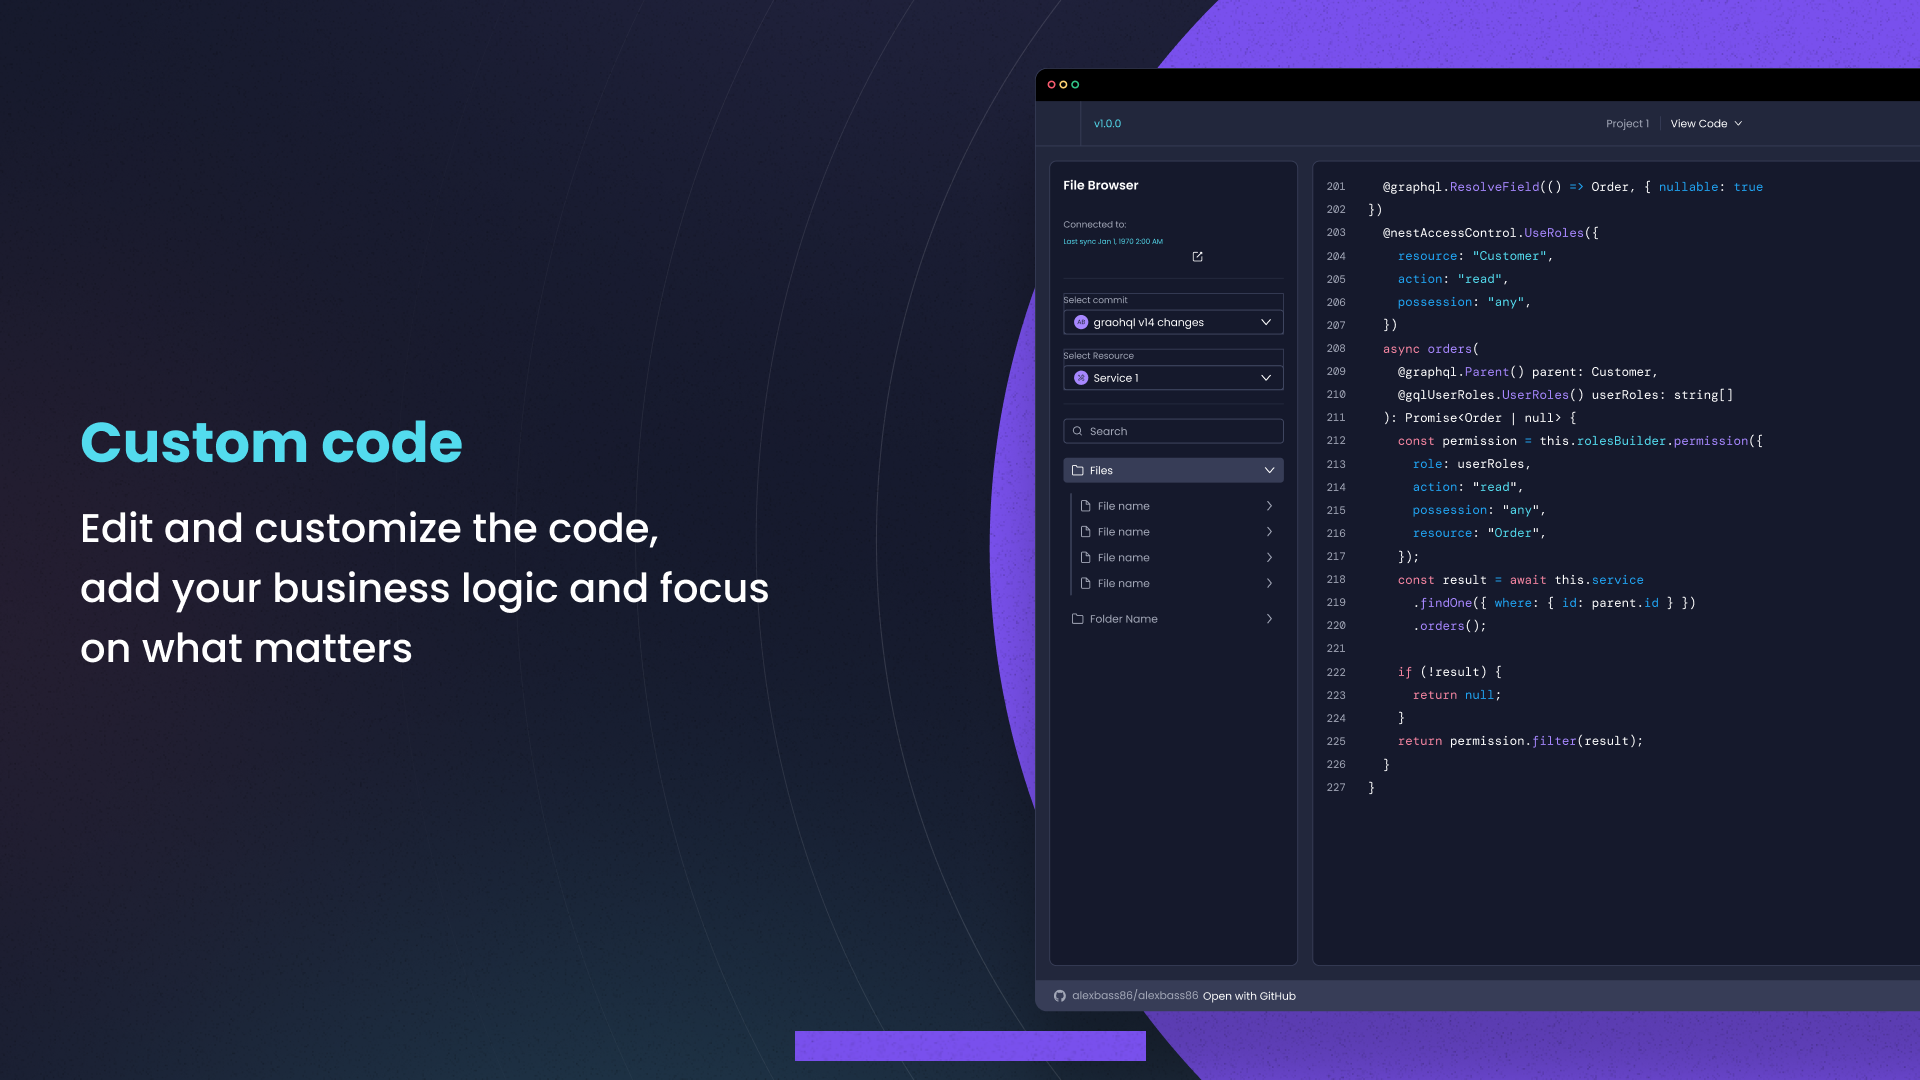 Custom code
Edit and customize the code,
add your business logic and focus
on what matters
v1.0.0
Project 1
View Code
File Browser
Connected to:
Last sync Jan 1, 1970 2:00 AM
Select commit
AB
graohql v14 changes
Select Resource
Service 1
Search
Files
File name
File name
File name
File name
Folder Name
201 @graphql.ResolveField(() => Order, { nullable: true
202 })
203 @nestAccessControl.UseRoles({
204 resource: "Customer",
205 action: "read",
206 possession: "any",
207 })
208 async orders(
209 @graphql.Parent() parent: Customer,
210 @gqlUserRoles.UserRoles() userRoles: string[]
211 ): Promise<Order | null> {
212 const permission = this.rolesBuilder.permission({
213 role: userRoles,
214 action: "read",
215 possession: "any",
216 resource: "Order",
217 });
218 const result = await this.service
219 .findOne({ where: { id: parent.id } })
220 .orders();
221
222 if (!result) {
223 return null;
224 }
225 return permission.filter(result);
226 }
227 }
alexbass86/alexbass86 Open with GitHub